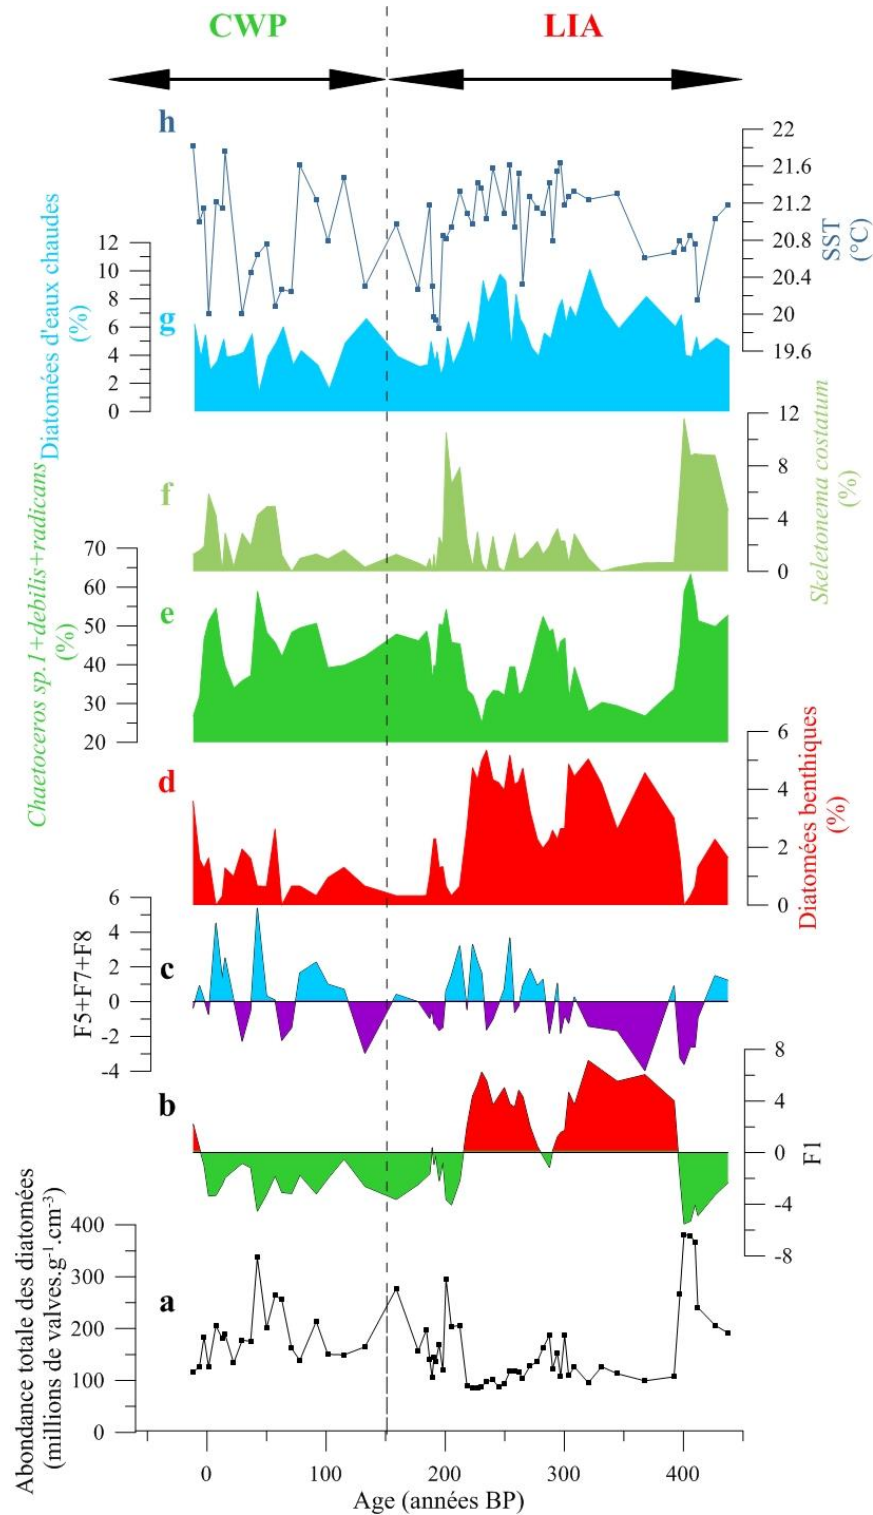 CWP
LIA
h
22
21.6
21.2
20.8
20.4
20
19.6
SST
(°C)
Diatomées d'eaux chaudes
(%)
12
10
8
6
4
2
0
g
f
12
8
4
0
Skeletonema costatum
(%)
Chaetoceros sp.1+debilis+radicans
(%)
70
60
50
40
30
20
e
d
6
4
2
0
Diatomées benthiques
(%)
F5+F7+F8
6
4
2
0
-2
-4
c
b
8
4
0
-4
-8
F1
Abondance totale des diatomées
(millions de valves.g⁻¹.cm⁻³)
400
300
200
100
0
a
0
100
200
300
400
Age (années BP)